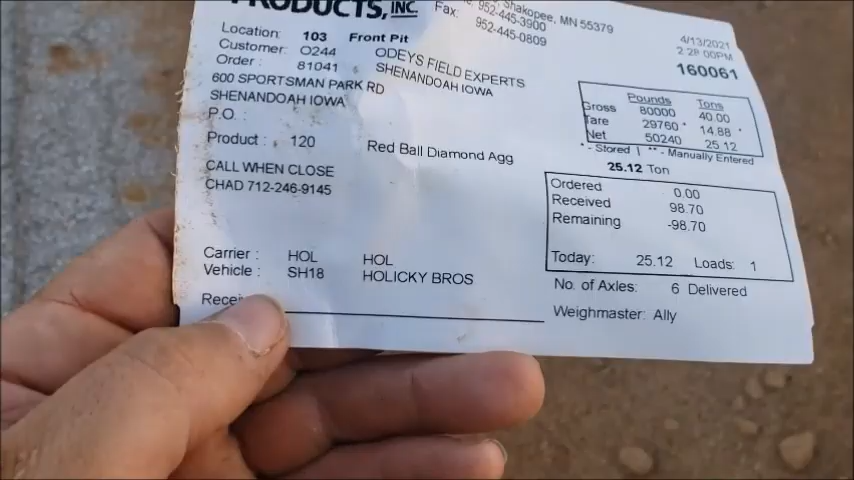 PRODUCTS, INC.
Shakopee, MN 55379
952-445-3900
Fax: 952-445-0809
4/13/2021
2:28:00PM
160061
Location: 103 Front Pit
Customer: O244 ODEYS FIELD EXPERTS
Order: 81041 SHENANDOAH IOWA
600 SPORTSMAN PARK RD
SHENANDOAH IOWA
P.O.:
Product: 120 Red Ball Diamond Agg
CALL WHEN CLOSE
CHAD 712-246-9145
Carrier: HOL HOL
Vehicle: SH18 HOLICKY BROS
Recei
Pounds Tons
Gross 80000 40.00
Tare 29760 * 14.88 *
Net 50240 25.12
* - Stored ** - Manually Entered
25.12 Ton
Ordered 0.00
Received 98.70
Remaining -98.70
Today: 25.12 Loads: 1
No. of Axles: 6 Delivered
Weighmaster: Ally